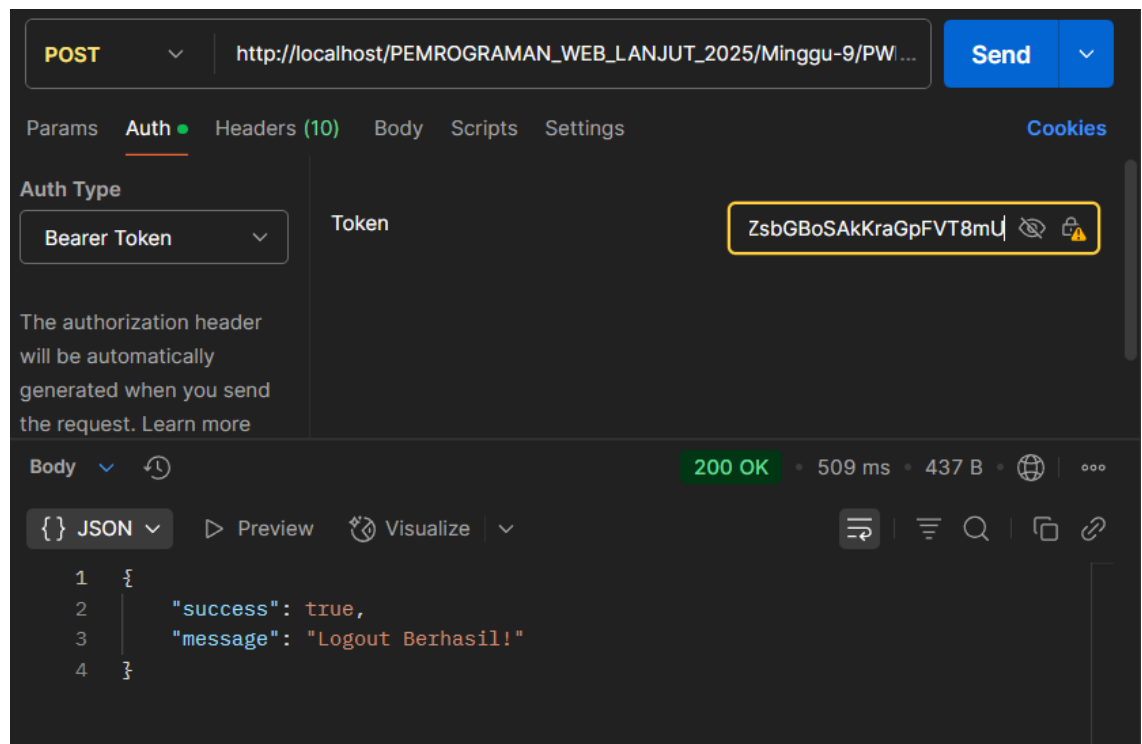 POST http://localhost/PEMROGRAMAN_WEB_LANJUT_2025/Minggu-9/PW... Send
Params Auth Headers (10) Body Scripts Settings Cookies
Auth Type
Bearer Token
Token ZsbGBoSAkKraGpFVT8mU
The authorization header
will be automatically
generated when you send
the request. Learn more
Body 200 OK • 509 ms • 437 B •
{} JSON Preview Visualize
1 {
2 "success": true,
3 "message": "Logout Berhasil!"
4 }